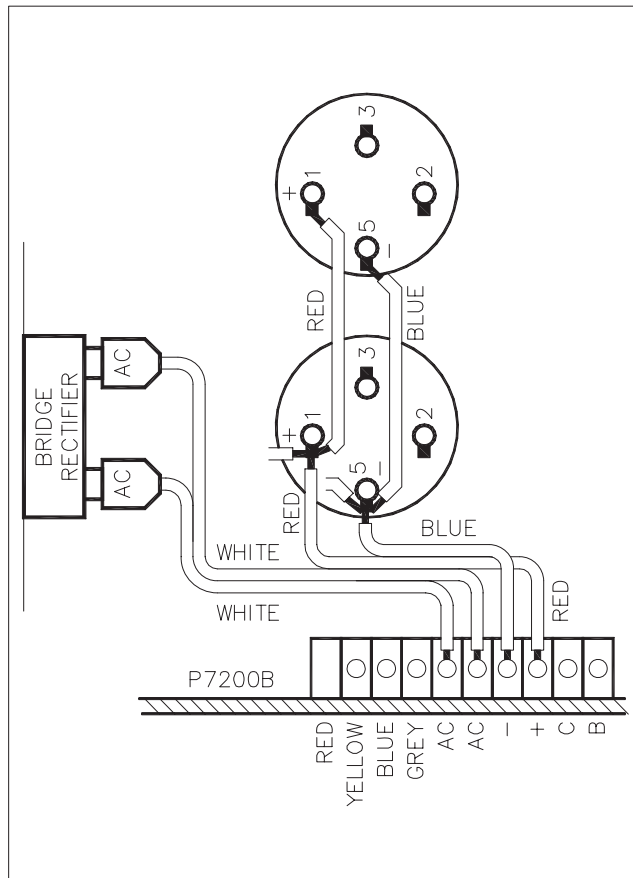 3
+
1
2
5
−
RED
BLUE
BRIDGE
RECTIFIER
AC
AC
3
+
1
2
5
−
RED
BLUE
WHITE
WHITE
RED
P7200B
RED
YELLOW
BLUE
GREY
AC
AC
−
+
C
B